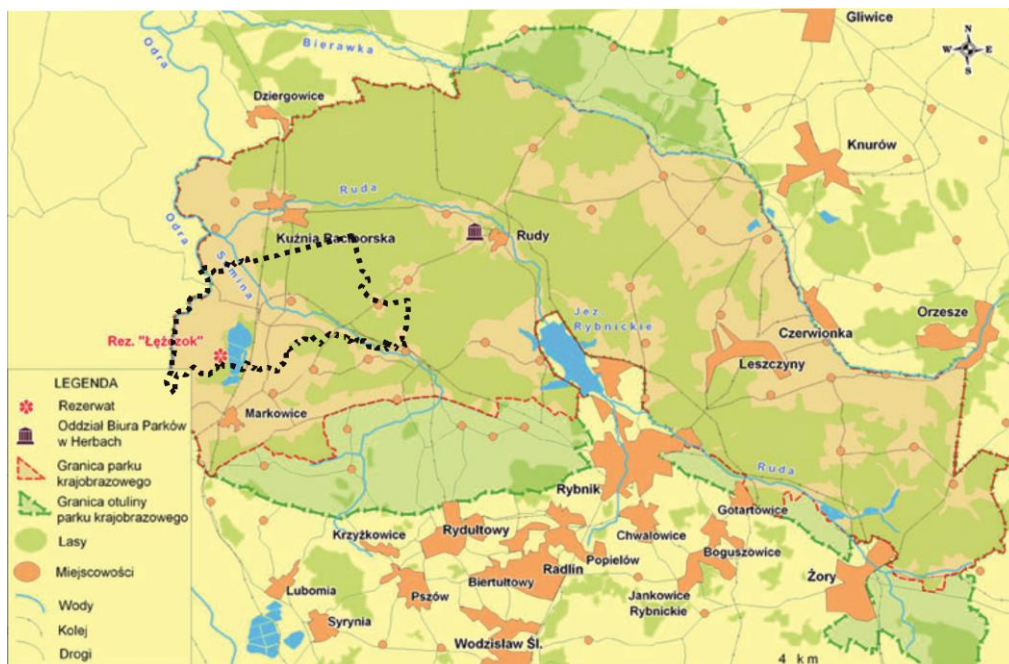 Gliwice
N
W E
S
Odra
Odra
Bierawka
Dziergowice
Knurów
Ruda
Kuźnia Raciborska
Rudy
Odra
Sumina
Jez.
Rybnickie
Orzesze
Czerwionka
Rez. "Łężczok"
Leszczyny
Markowice
LEGENDA
Rezerwat
Oddział Biura Parków
w Herbach
Granica parku
krajobrazowego
Granica otuliny
parku krajobrazowego
Lasy
Miejscowości
Wody
Kolej
Drogi
Ruda
Rybnik
Gotartowice
Krzyżkowice
Rydułtowy
Chwałowice
Popielów
Boguszowice
Radlin
Biertułtowy
Żory
Lubomia
Pszów
Jankowice
Rybnickie
Syrynia
Wodzisław Śl.
4 km